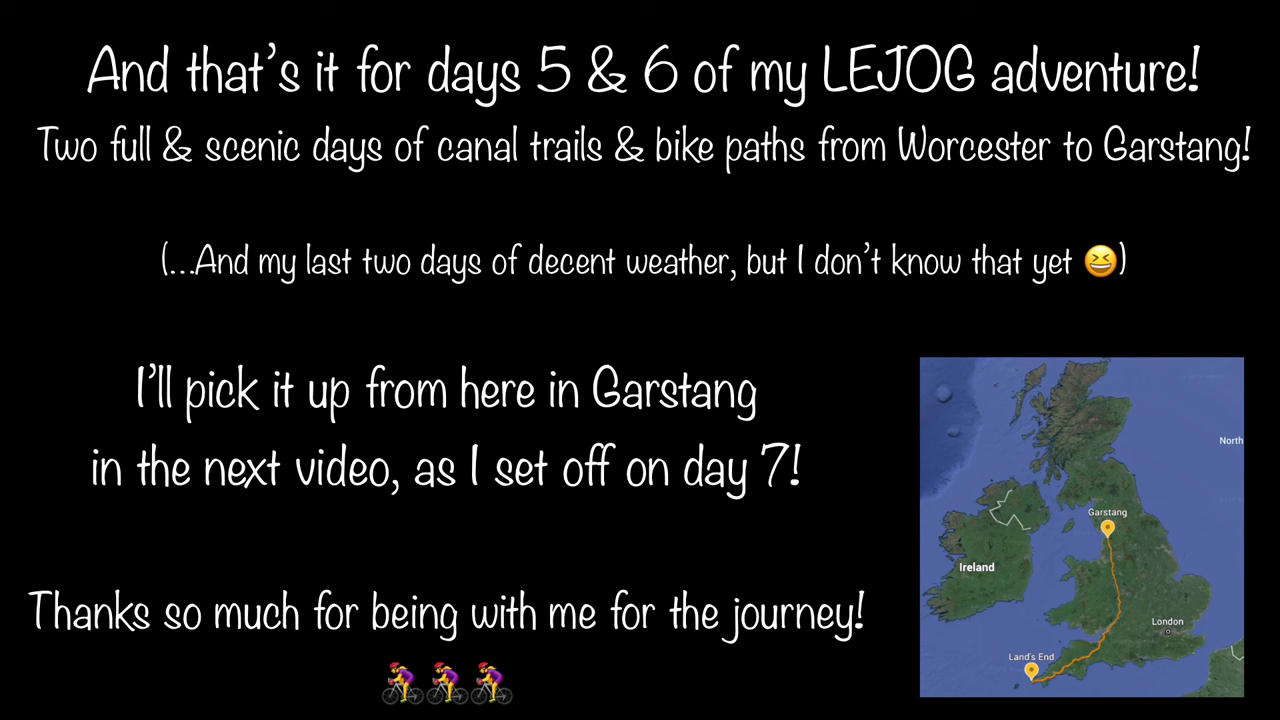 And that's it for days 5 & 6 of my LEJOG adventure!
Two full & scenic days of canal trails & bike paths from Worcester to Garstang!
(...And my last two days of decent weather, but I don't know that yet 😆)
I'll pick it up from here in Garstang
in the next video, as I set off on day 7!
Thanks so much for being with me for the journey!
🚴‍♀️🚴‍♀️🚴‍♀️
North
Garstang
Ireland
London
Land's End